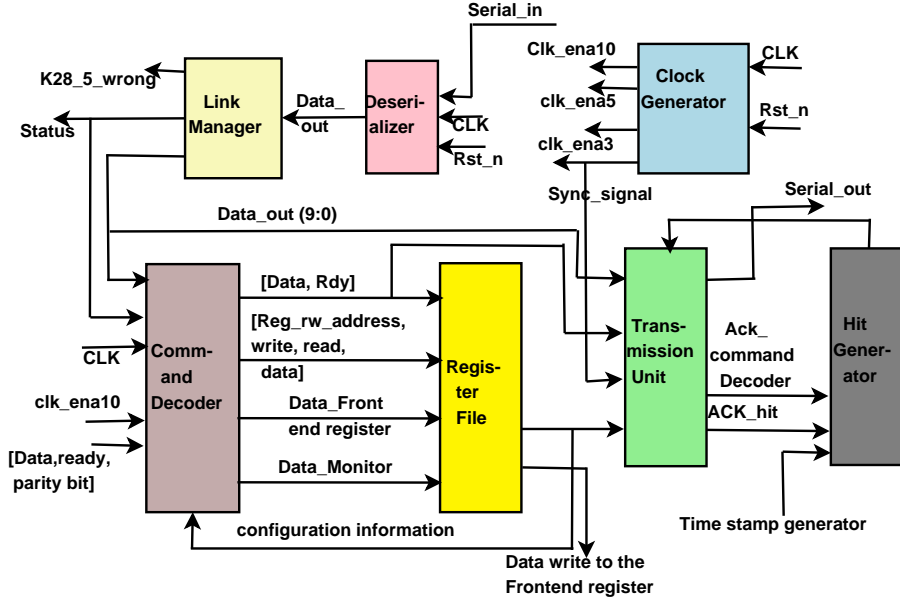 Serial_in
K28_5_wrong
Link
Manager
Data_
out
Deseri-
alizer
CLK
Rst_n
Status
Clk_ena10
clk_ena5
clk_ena3
Clock
Generator
CLK
Rst_n
Sync_signal
Serial_out
Data_out (9:0)
[Data, Rdy]
[Reg_rw_address,
write, read,
data]
Data_Front
end register
Data_Monitor
CLK
clk_ena10
[Data,ready,
parity bit]
Comm-
and
Decoder
Regis-
ter
File
Trans-
mission
Unit
Ack_
command
Decoder
ACK_hit
Hit
Gener-
ator
Time stamp generator
configuration information
Data write to the
Frontend register